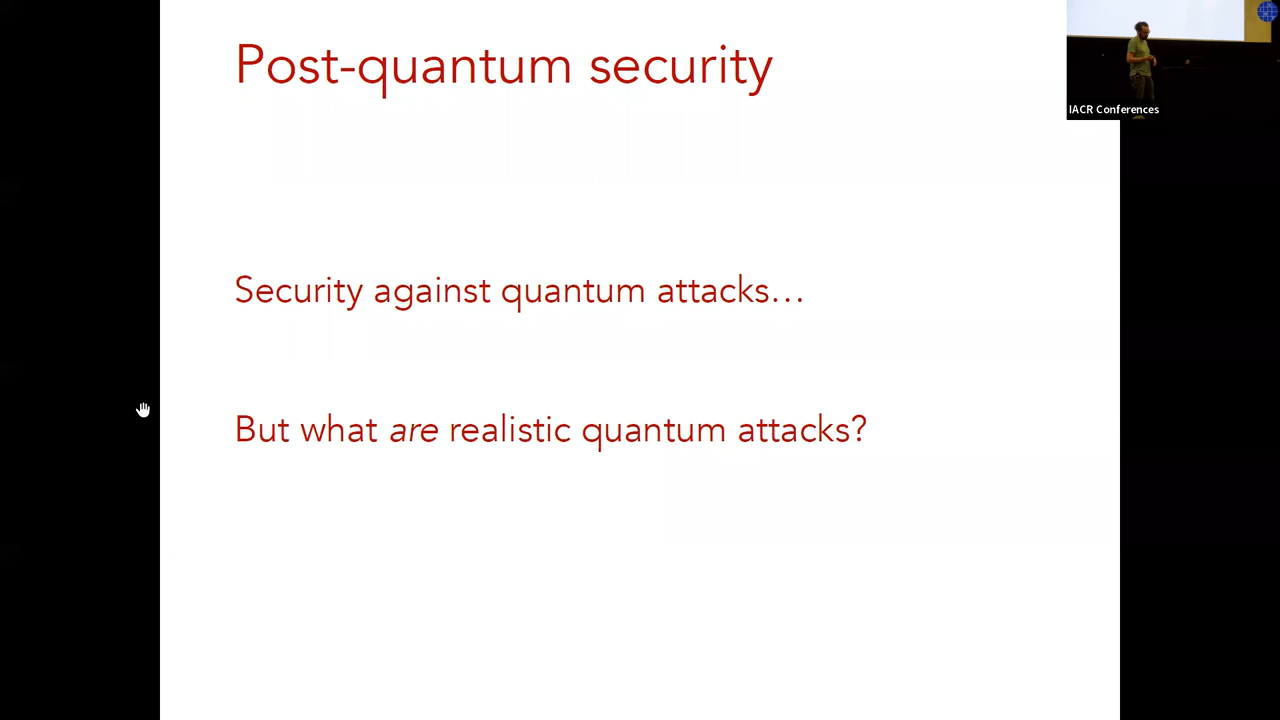 Post-quantum security
IACR Conferences
Security against quantum attacks…
But what are realistic quantum attacks?